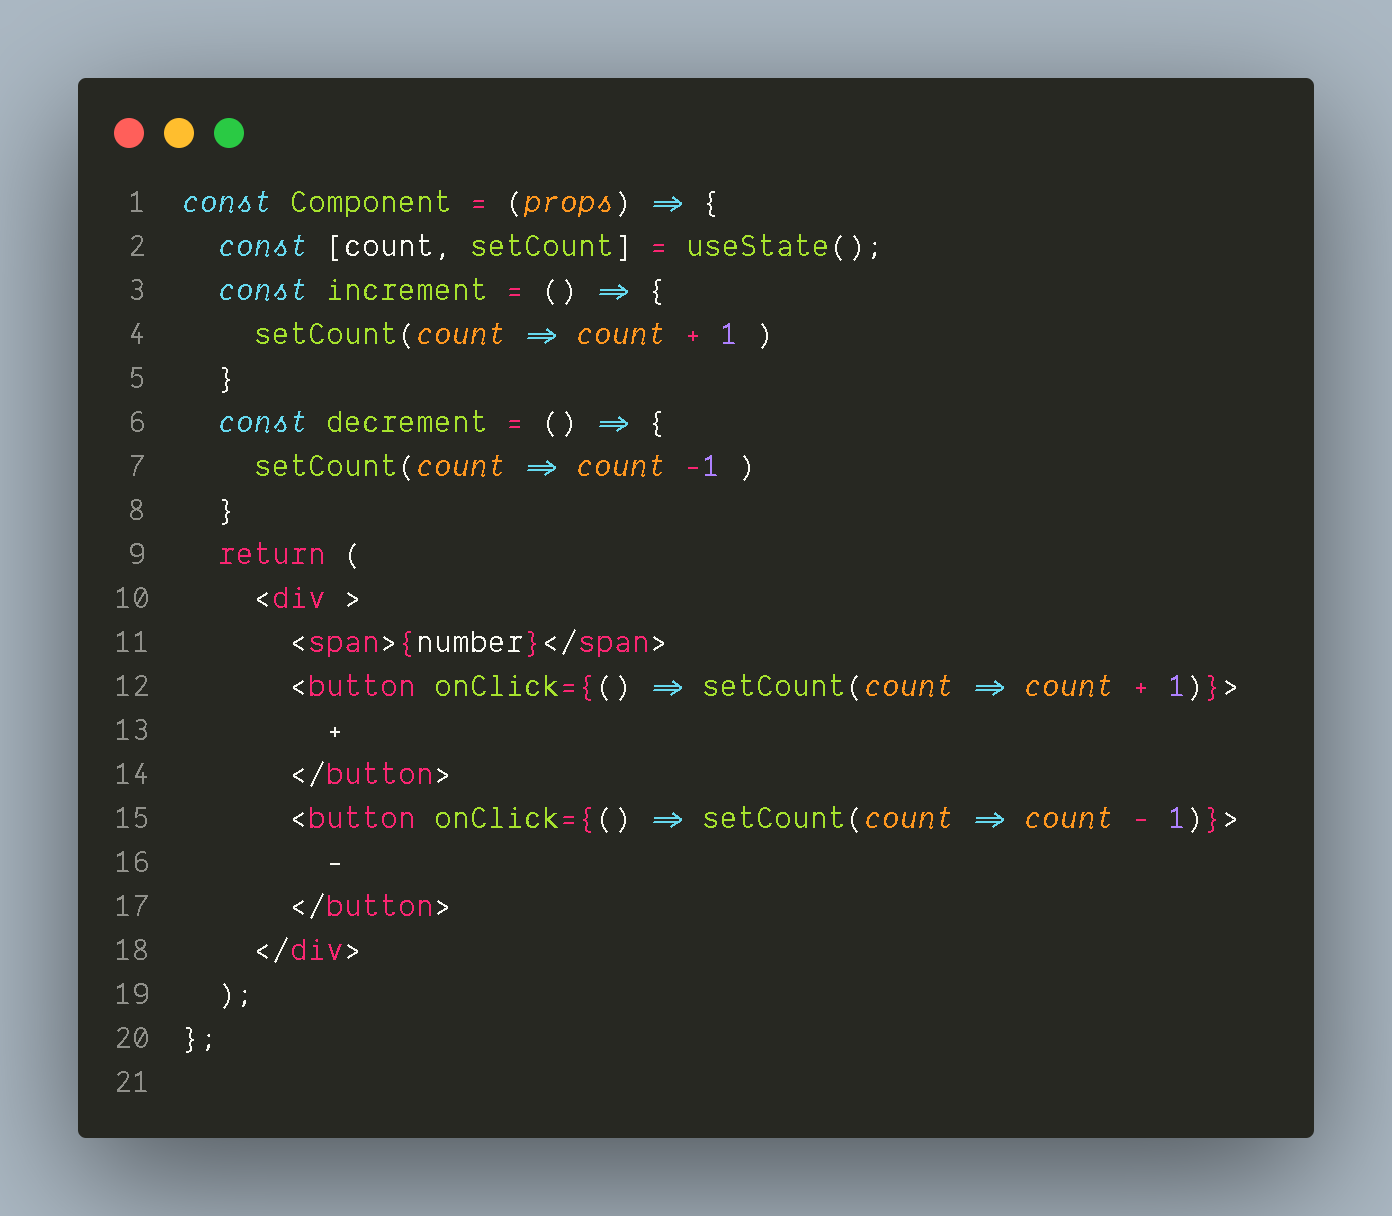 1 const Component = (props) => {
2   const [count, setCount] = useState();
3   const increment = () => {
4     setCount(count => count + 1 )
5   }
6   const decrement = () => {
7     setCount(count => count -1 )
8   }
9   return (
10     <div >
11       <span>{number}</span>
12       <button onClick={() => setCount(count => count + 1)}>
13         +
14       </button>
15       <button onClick={() => setCount(count => count - 1)}>
16         -
17       </button>
18     </div>
19   );
20 };
21